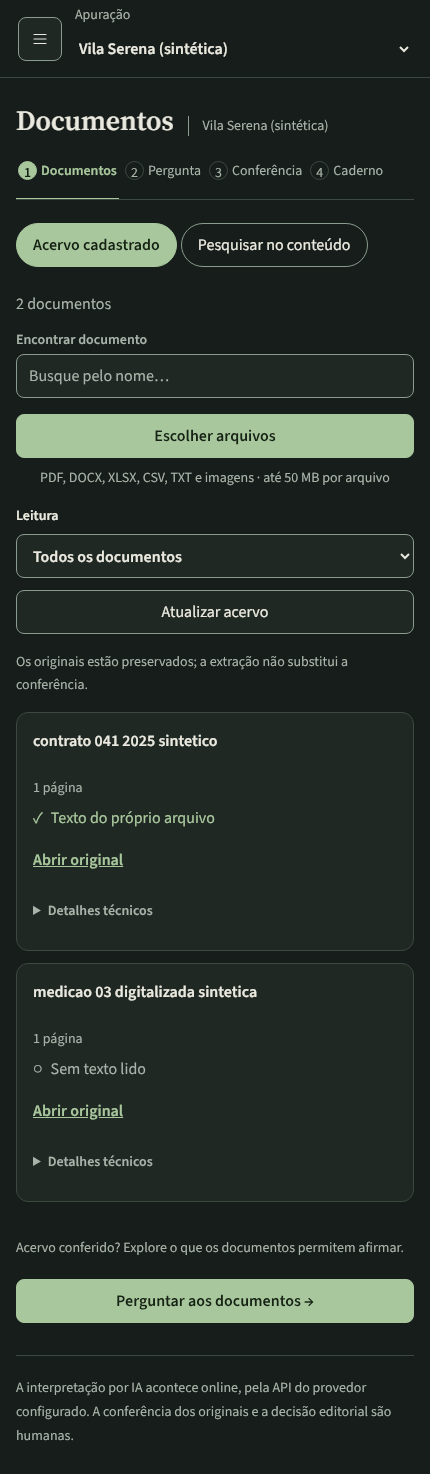 Apuração
Vila Serena (sintética)
Documentos
Vila Serena (sintética)
1 Documentos 2 Pergunta 3 Conferência 4 Caderno
Acervo cadastrado Pesquisar no conteúdo
2 documentos
Encontrar documento
Busque pelo nome…
Escolher arquivos
PDF, DOCX, XLSX, CSV, TXT e imagens · até 50 MB por arquivo
Leitura
Todos os documentos
Atualizar acervo
Os originais estão preservados; a extração não substitui a
conferência.
contrato 041 2025 sintetico
1 página
✓ Texto do próprio arquivo
Abrir original
▶ Detalhes técnicos
medicao 03 digitalizada sintetica
1 página
○ Sem texto lido
Abrir original
▶ Detalhes técnicos
Acervo conferido? Explore o que os documentos permitem afirmar.
Perguntar aos documentos →
A interpretação por IA acontece online, pela API do provedor
configurado. A conferência dos originais e a decisão editorial são
humanas.